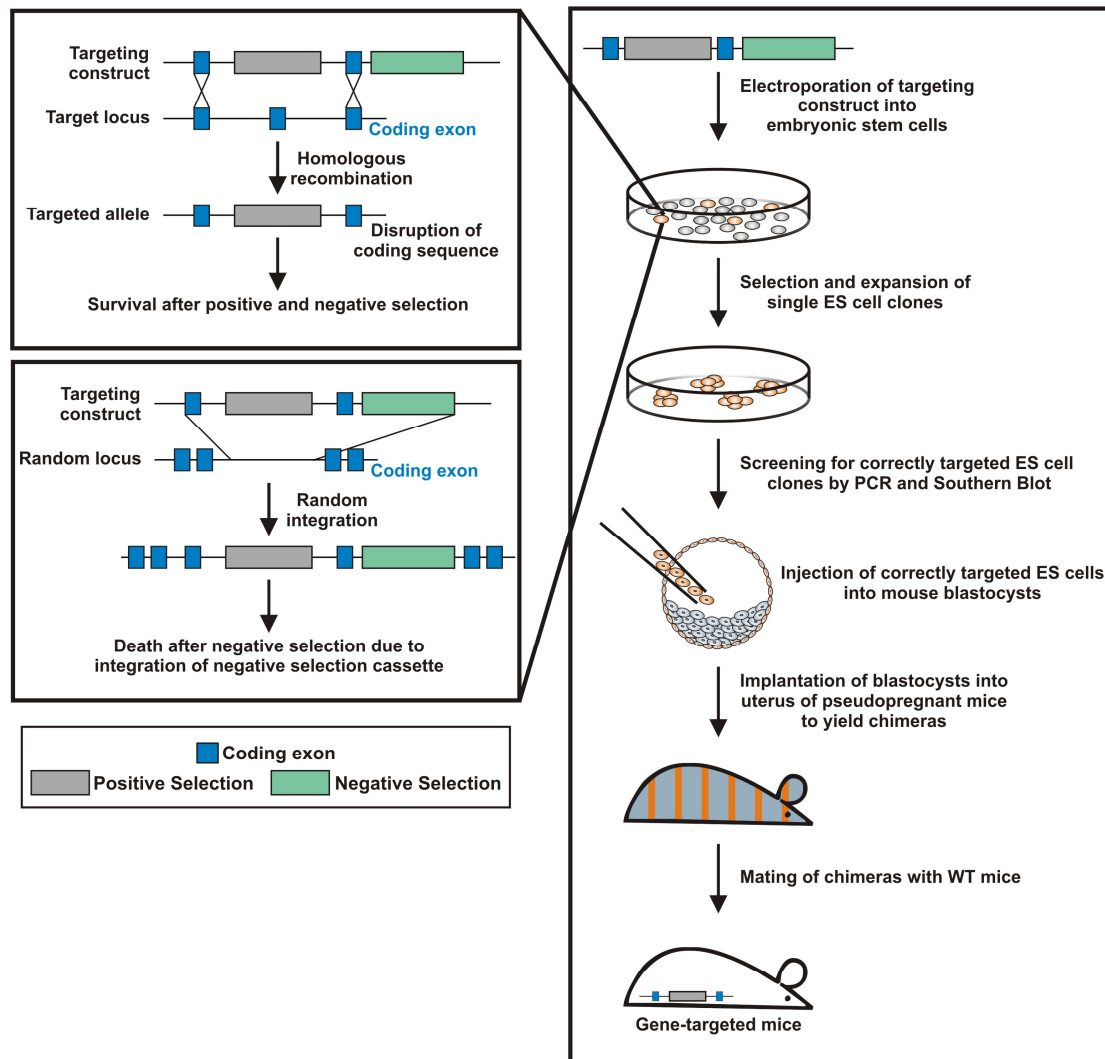 Targeting
construct
Target locus
Coding exon
Homologous
recombination
Targeted allele
Disruption of
coding sequence
Survival after positive and negative selection
Targeting
construct
Random locus
Coding exon
Random
integration
Death after negative selection due to
integration of negative selection cassette
Coding exon
Positive Selection
Negative Selection
Electroporation of targeting
construct into
embryonic stem cells
Selection and expansion of
single ES cell clones
Screening for correctly targeted ES cell
clones by PCR and Southern Blot
Injection of correctly targeted ES cells
into mouse blastocysts
Implantation of blastocysts into
uterus of pseudopregnant mice
to yield chimeras
Mating of chimeras with WT mice
Gene-targeted mice